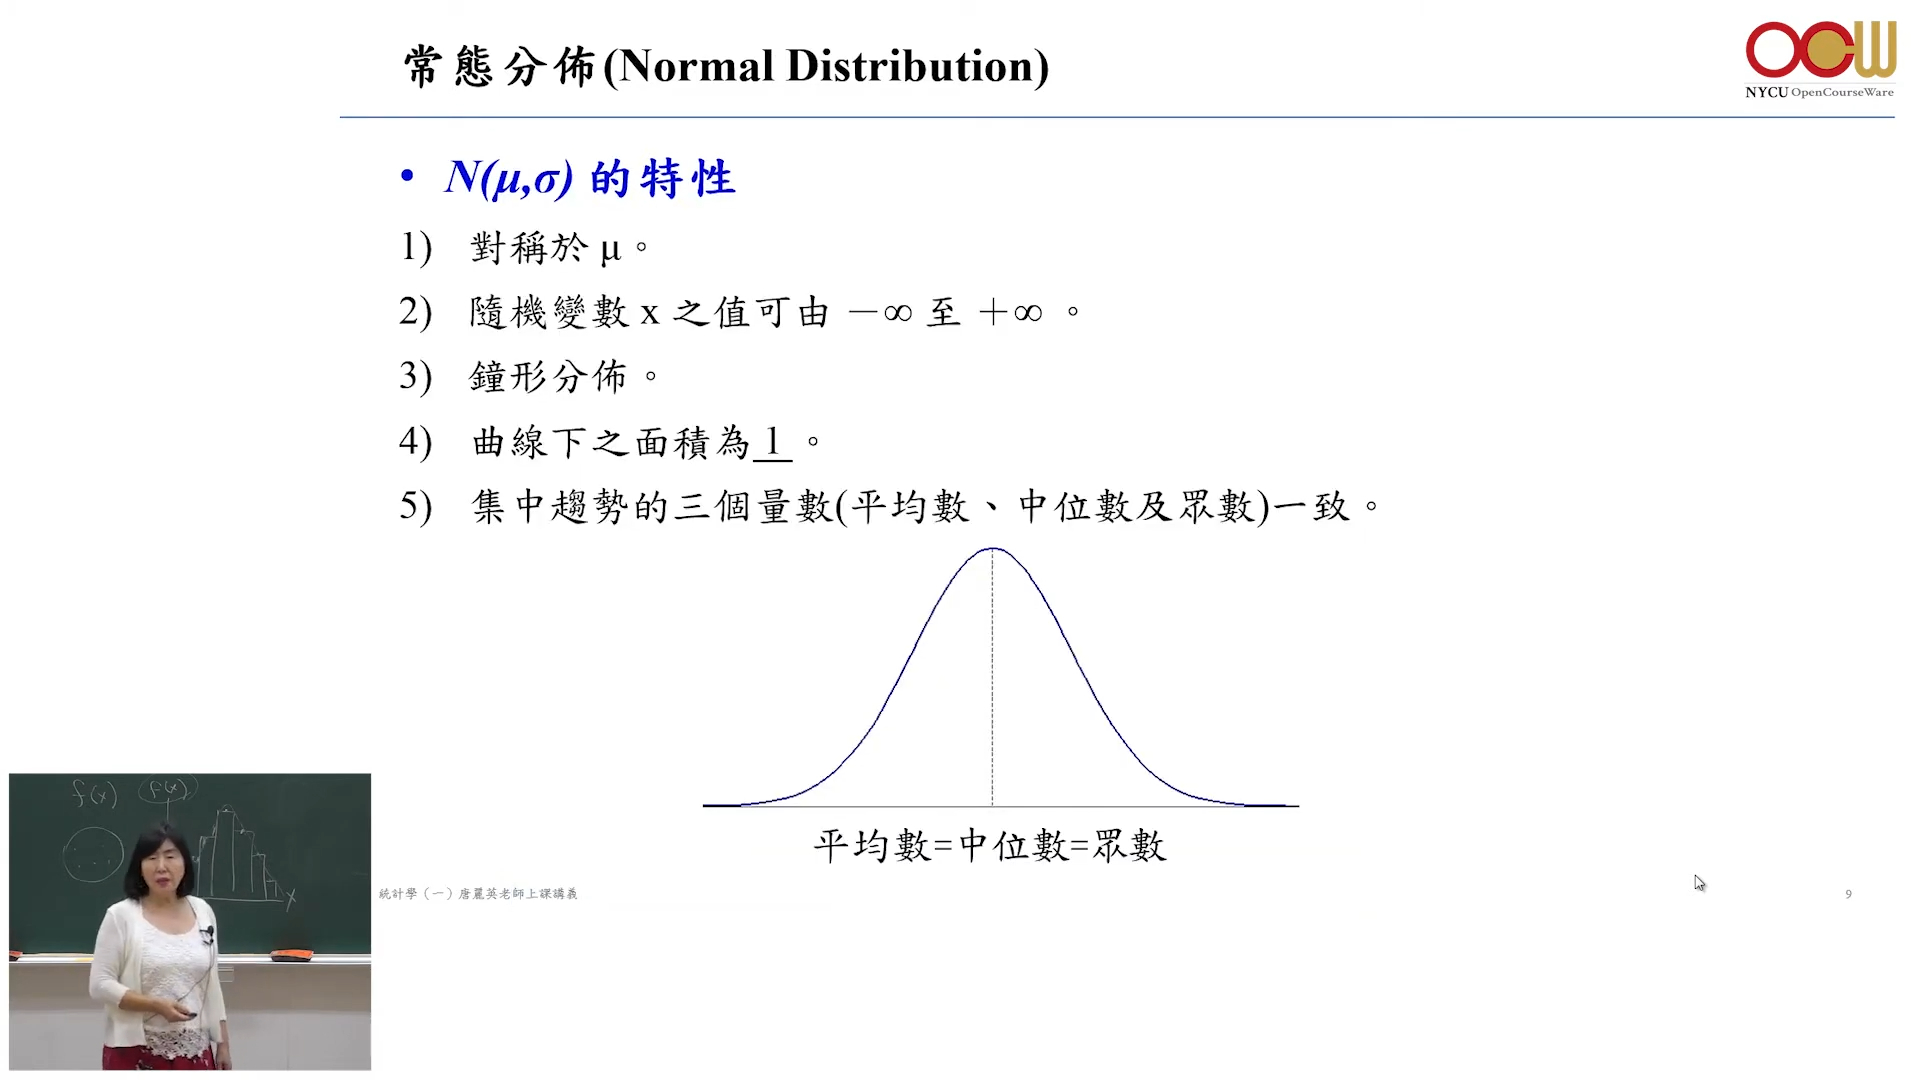 常態分佈(Normal Distribution)
OCW
NYCU OpenCourseWare
• N(μ,σ) 的特性
1) 對稱於 μ。
2) 隨機變數 x 之值可由 －∞ 至 ＋∞ 。
3) 鐘形分佈。
4) 曲線下之面積為 1 。
5) 集中趨勢的三個量數(平均數、中位數及眾數)一致。
平均數=中位數=眾數
f(x) f(x)
x
統計學（一）唐麗英老師上課講義
9